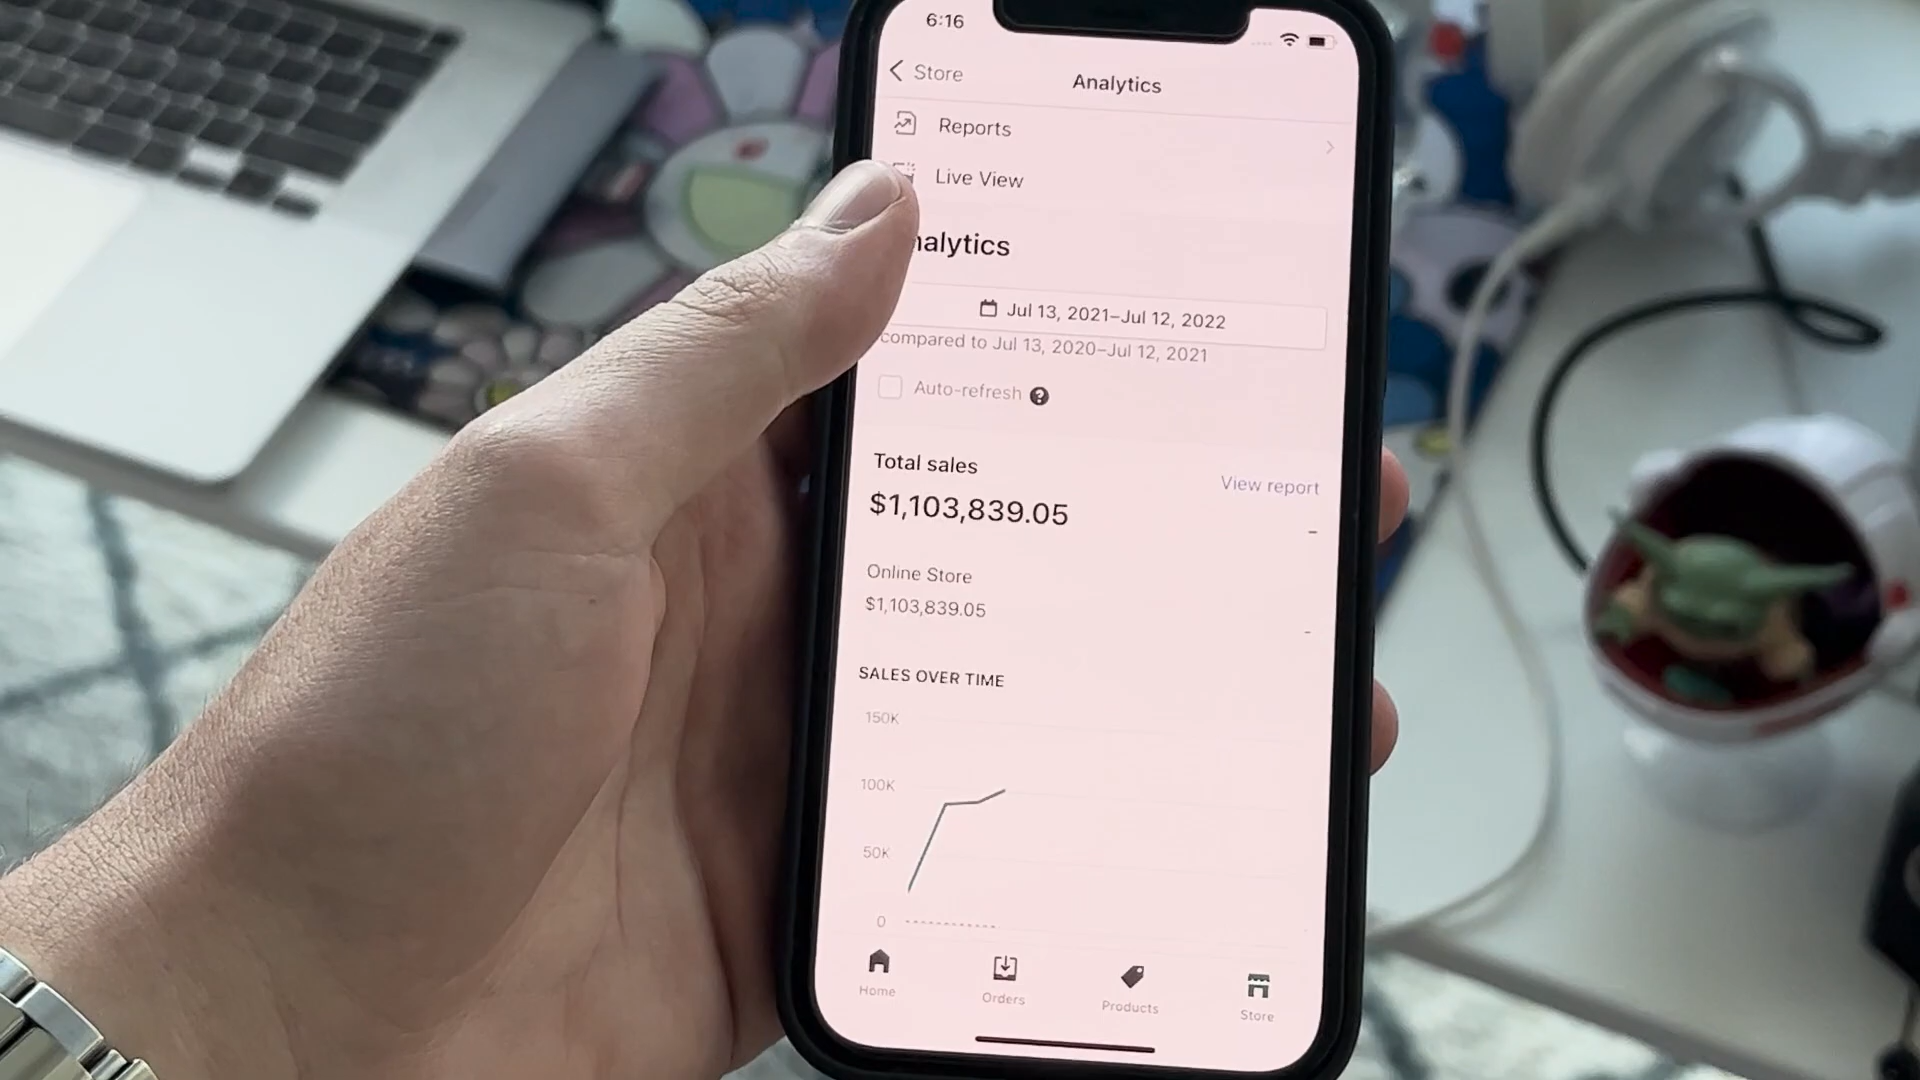 6:16
Store
Analytics
Reports
Live View
nalytics
Jul 13, 2021–Jul 12, 2022
compared to Jul 13, 2020–Jul 12, 2021
Auto-refresh ?
Total sales
View report
$1,103,839.05
-
Online Store
$1,103,839.05
-
SALES OVER TIME
150K
100K
50K
0
Home
Orders
Products
Store